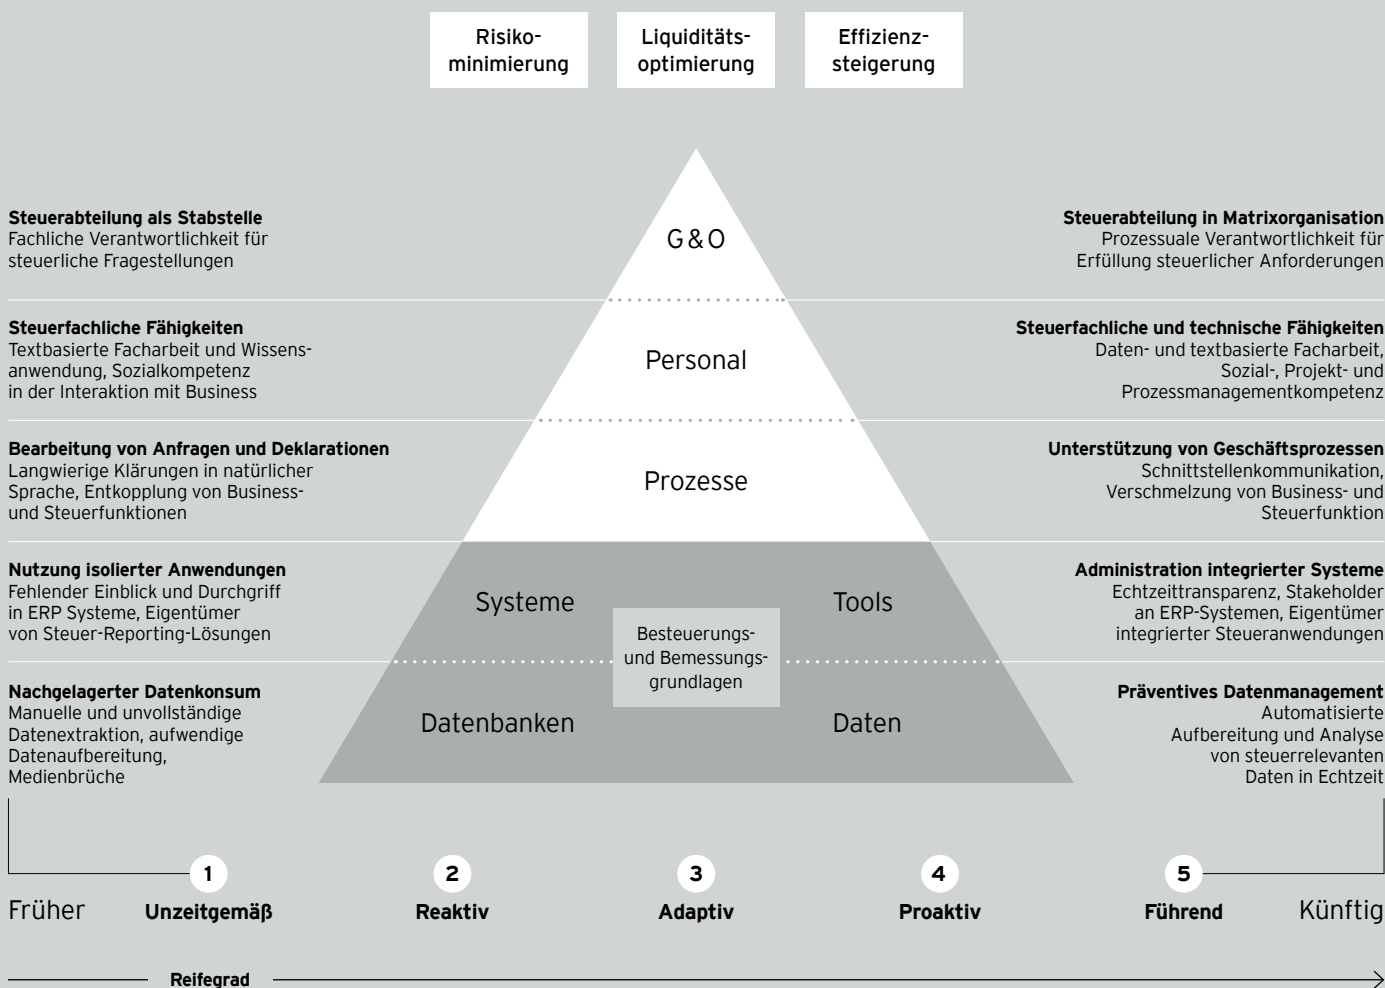 Risiko-
minimierung
Liquiditäts-
optimierung
Effizienz-
steigerung
Steuerabteilung als Stabstelle
Fachliche Verantwortlichkeit für
steuerliche Fragestellungen
G & O
Steuerabteilung in Matrixorganisation
Prozessuale Verantwortlichkeit für
Erfüllung steuerlicher Anforderungen
Steuerfachliche Fähigkeiten
Textbasierte Facharbeit und Wissens-
anwendung, Sozialkompetenz
in der Interaktion mit Business
Personal
Steuerfachliche und technische Fähigkeiten
Daten- und textbasierte Facharbeit,
Sozial-, Projekt- und
Prozessmanagementkompetenz
Bearbeitung von Anfragen und Deklarationen
Langwierige Klärungen in natürlicher
Sprache, Entkopplung von Business-
und Steuerfunktionen
Prozesse
Unterstützung von Geschäftsprozessen
Schnittstellenkommunikation,
Verschmelzung von Business- und
Steuerfunktion
Nutzung isolierter Anwendungen
Fehlender Einblick und Durchgriff
in ERP Systeme, Eigentümer
von Steuer-Reporting-Lösungen
Systeme
Tools
Administration integrierter Systeme
Echtzeittransparenz, Stakeholder
an ERP-Systemen, Eigentümer
integrierter Steueranwendungen
Besteuerungs-
und Bemessungs-
grundlagen
Nachgelagerter Datenkonsum
Manuelle und unvollständige
Datenextraktion, aufwendige
Datenaufbereitung,
Medienbrüche
Datenbanken
Daten
Präventives Datenmanagement
Automatisierte
Aufbereitung und Analyse
von steuerrelevanten
Daten in Echtzeit
1
2
3
4
5
Früher
Unzeitgemäß
Reaktiv
Adaptiv
Proaktiv
Führend
Künftig
Reifegrad